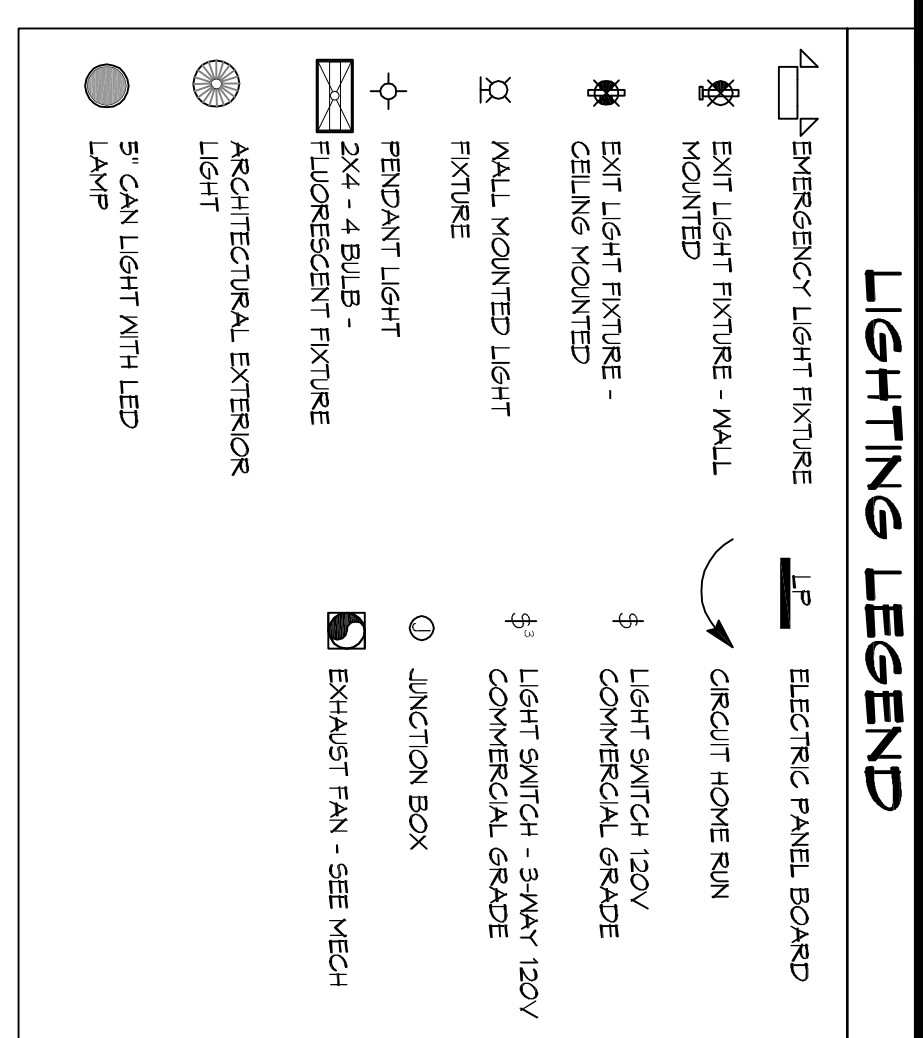 LIGHTING LEGEND
EMERGENCY LIGHT FIXTURE
EXIT LIGHT FIXTURE - WALL
MOUNTED
EXIT LIGHT FIXTURE -
CEILING MOUNTED
WALL MOUNTED LIGHT
FIXTURE
PENDANT LIGHT
2X4 - 4 BULB -
FLUORESCENT FIXTURE
ARCHITECTURAL EXTERIOR
LIGHT
5" CAN LIGHT WITH LED
LAMP
LP
ELECTRIC PANEL BOARD
CIRCUIT HOME RUN
$
LIGHT SWITCH 120V
COMMERCIAL GRADE
$3
LIGHT SWITCH - 3-WAY 120V
COMMERCIAL GRADE
J
JUNCTION BOX
EXHAUST FAN - SEE MECH